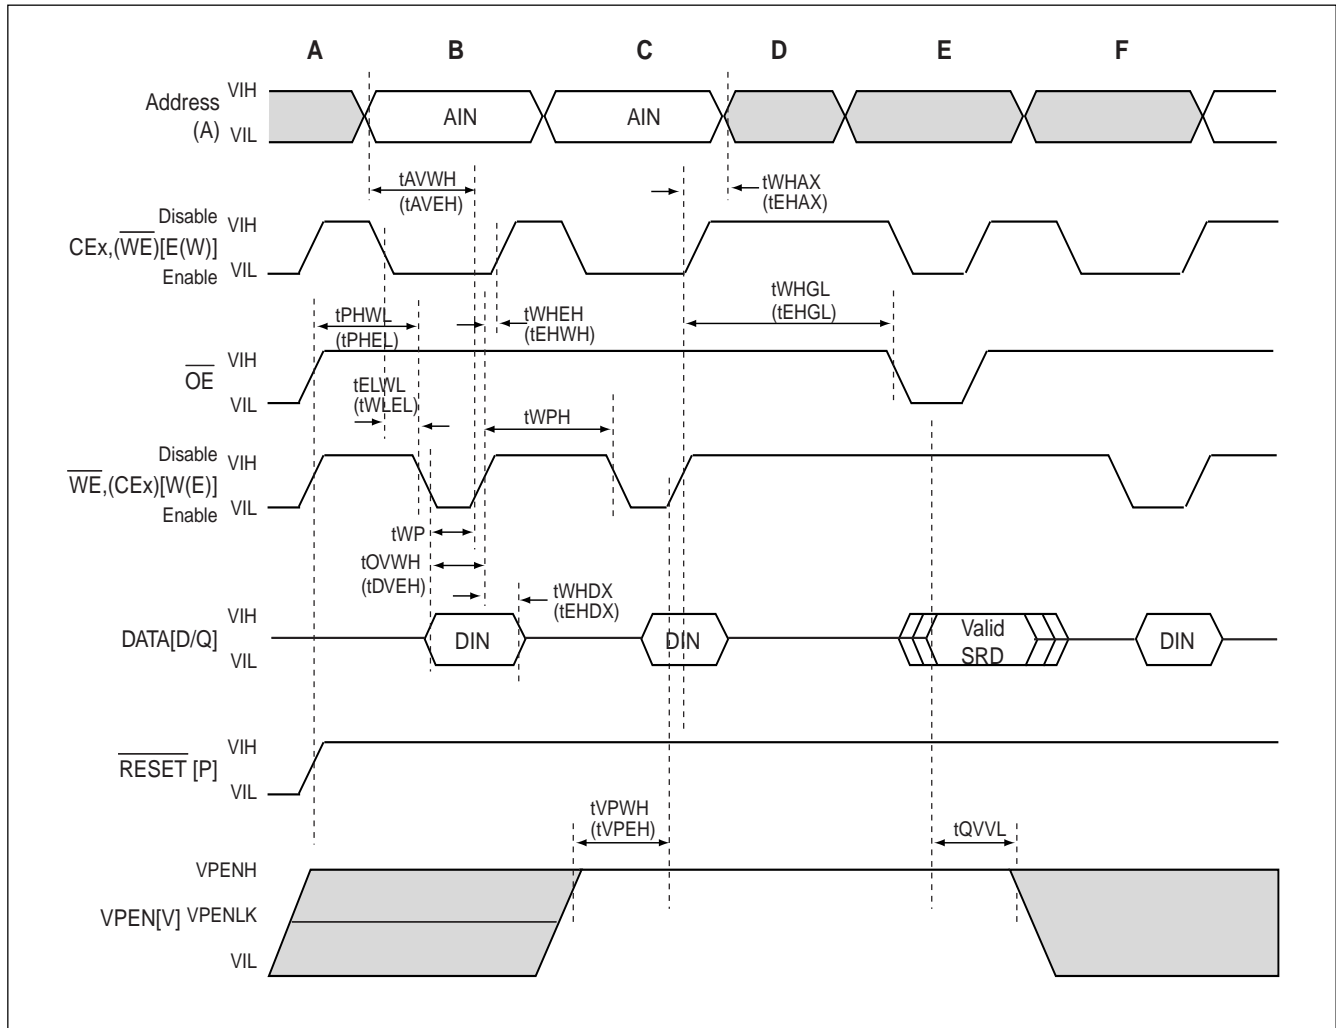 A B C D E F
Address
(A)
VIH
VIL
AIN
AIN
tAVWH
(tAVEH)
tWHAX
(tEHAX)
Disable
CEx,(WE)[E(W)]
Enable
VIH
VIL
tPHWL
(tPHEL)
tWHEH
(tEHWH)
tWHGL
(tEHGL)
OE
VIH
VIL
tELWL
(tWLEL)
tWPH
Disable
WE,(CEx)[W(E)]
Enable
VIH
VIL
tWP
tOVWH
(tDVEH)
tWHDX
(tEHDX)
DATA[D/Q]
VIH
VIL
DIN
DIN
Valid
SRD
DIN
RESET [P]
VIH
VIL
tVPWH
(tVPEH)
tQVVL
VPEN[V]
VPENH
VPENLK
VIL